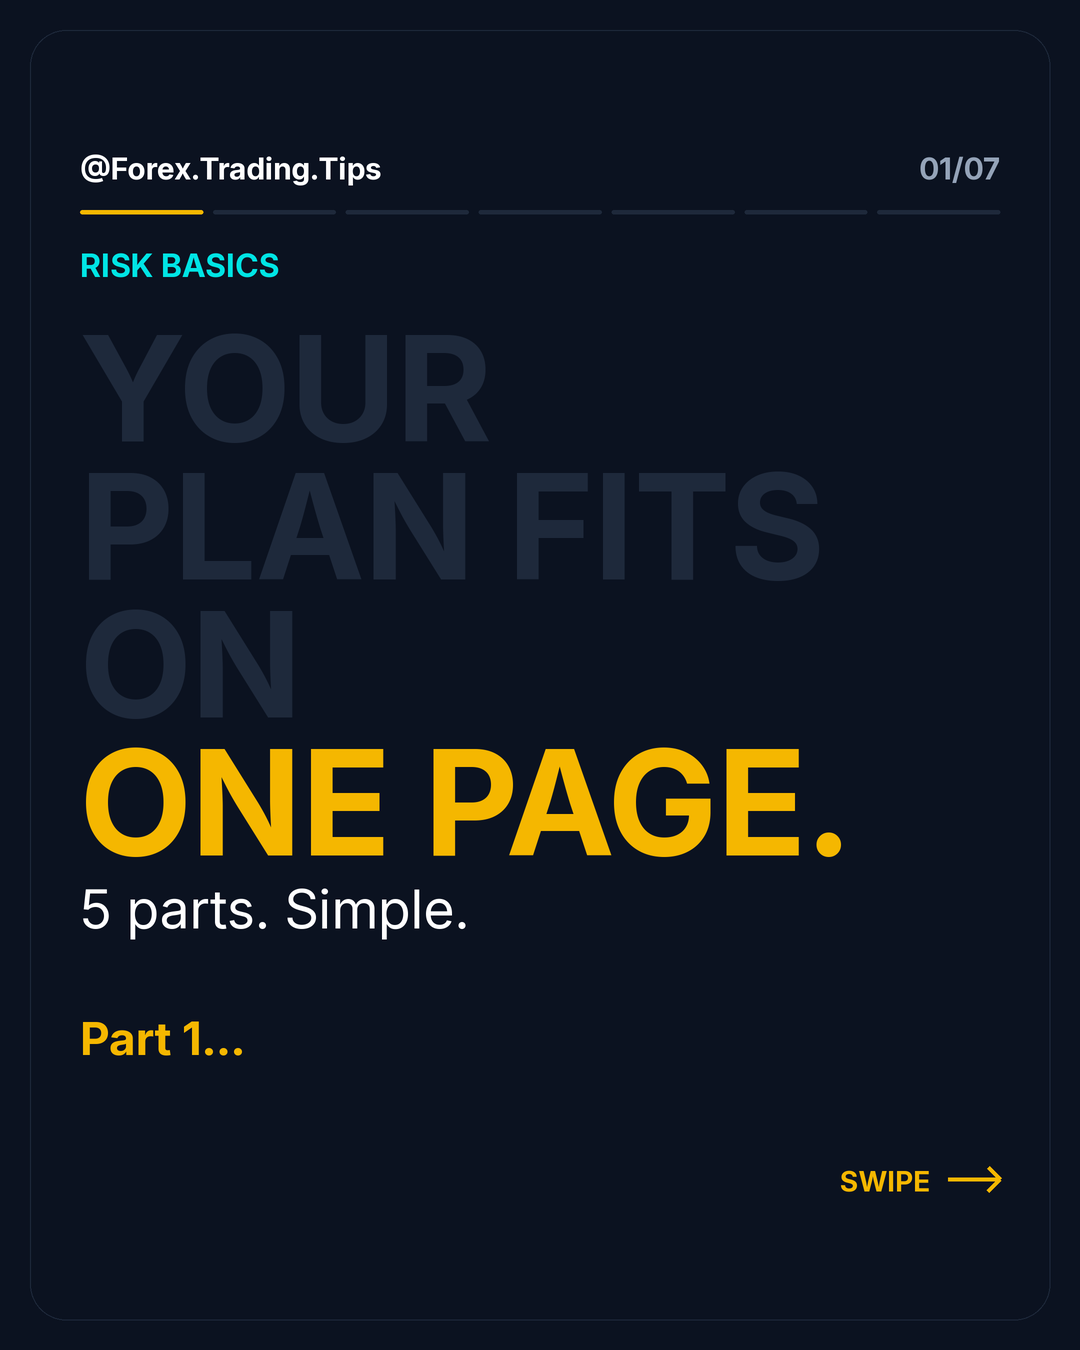 @Forex.Trading.Tips
01/07
RISK BASICS
YOUR
PLAN FITS
ON
ONE PAGE.
5 parts. Simple.
Part 1...
SWIPE →